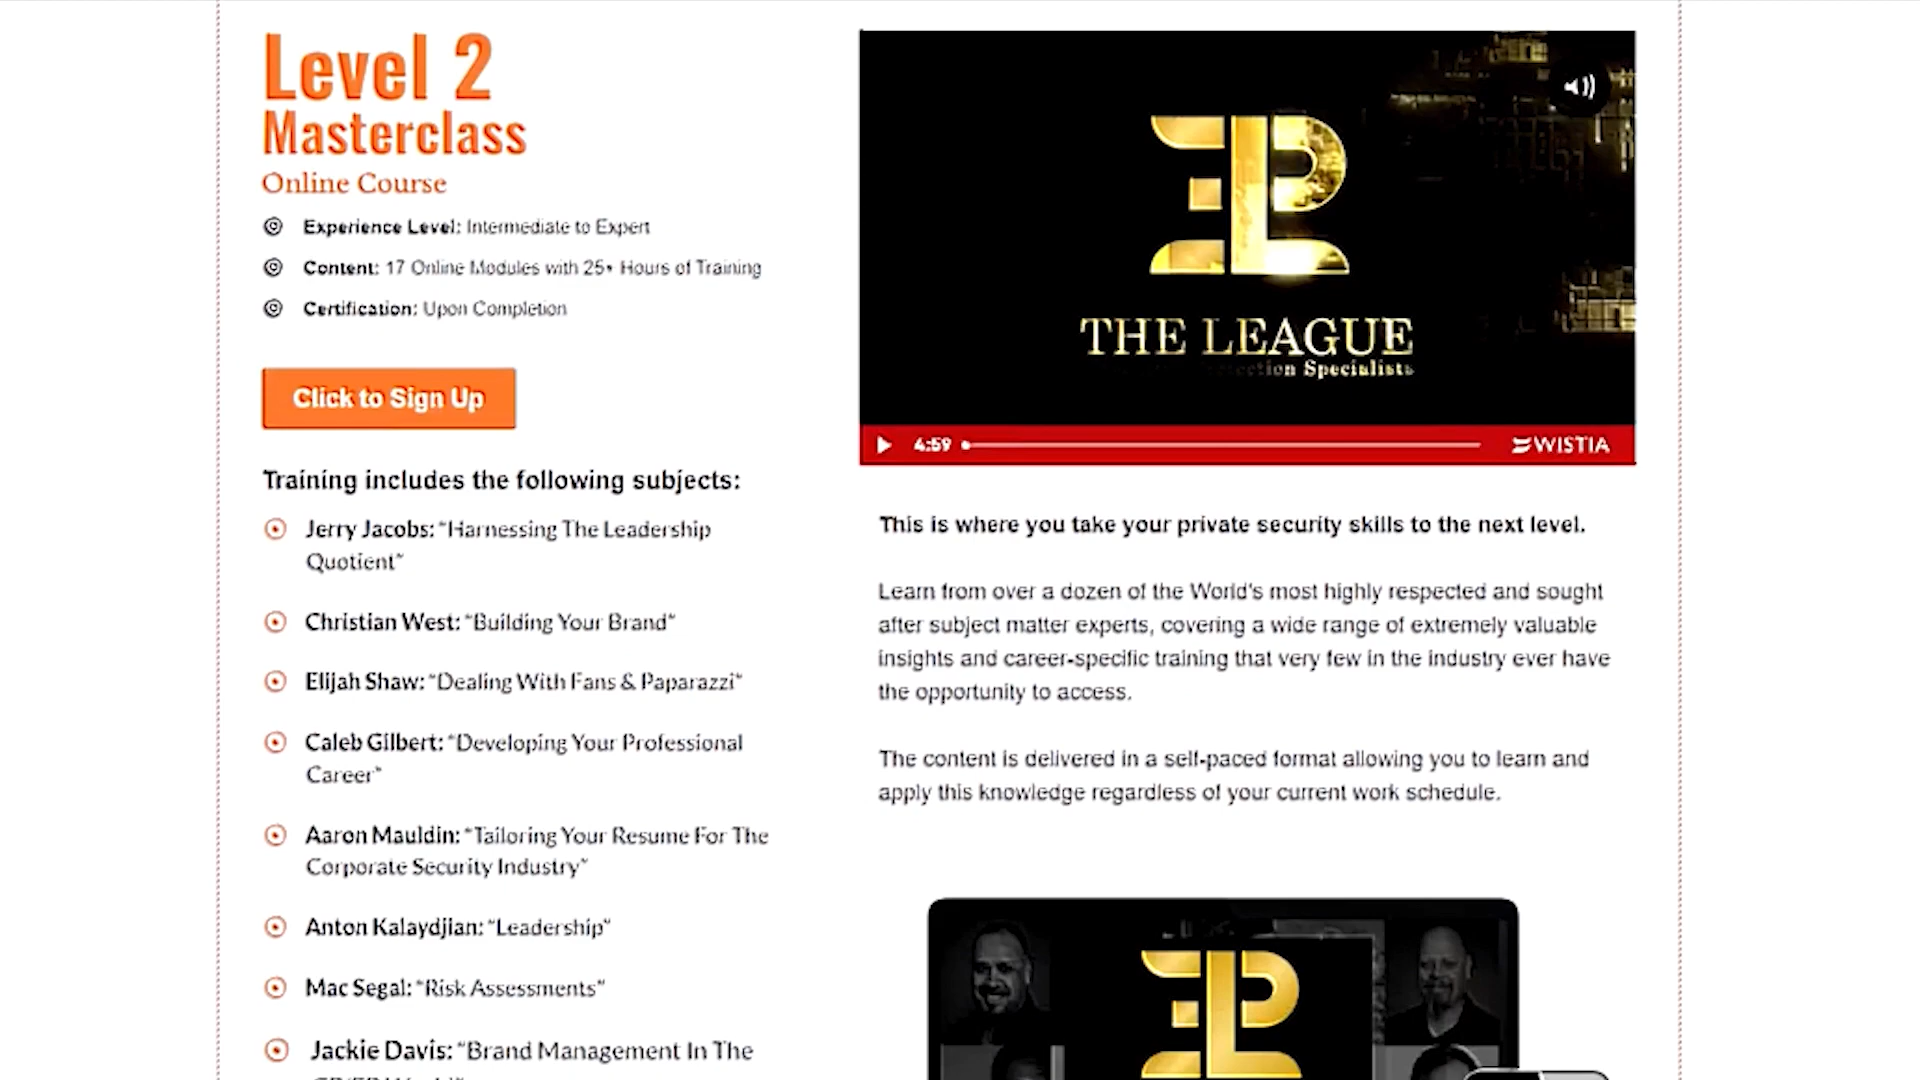 Level 2
Masterclass
Online Course
Experience Level: Intermediate to Expert
Content: 17 Online Modules with 25+ Hours of Training
Certification: Upon Completion
Click to Sign Up
Training includes the following subjects:
Jerry Jacobs: "Harnessing The Leadership
Quotient"
Christian West: "Building Your Brand"
Elijah Shaw: "Dealing With Fans & Paparazzi"
Caleb Gilbert: "Developing Your Professional
Career"
Aaron Mauldin: "Tailoring Your Resume For The
Corporate Security Industry"
Anton Kalaydjian: "Leadership"
Mac Segal: "Risk Assessments"
Jackie Davis: "Brand Management In The
THE LEAGUE
Specialists
4:59
WISTIA
This is where you take your private security skills to the next level.
Learn from over a dozen of the World's most highly respected and sought
after subject matter experts, covering a wide range of extremely valuable
insights and career-specific training that very few in the industry ever have
the opportunity to access.
The content is delivered in a self-paced format allowing you to learn and
apply this knowledge regardless of your current work schedule.